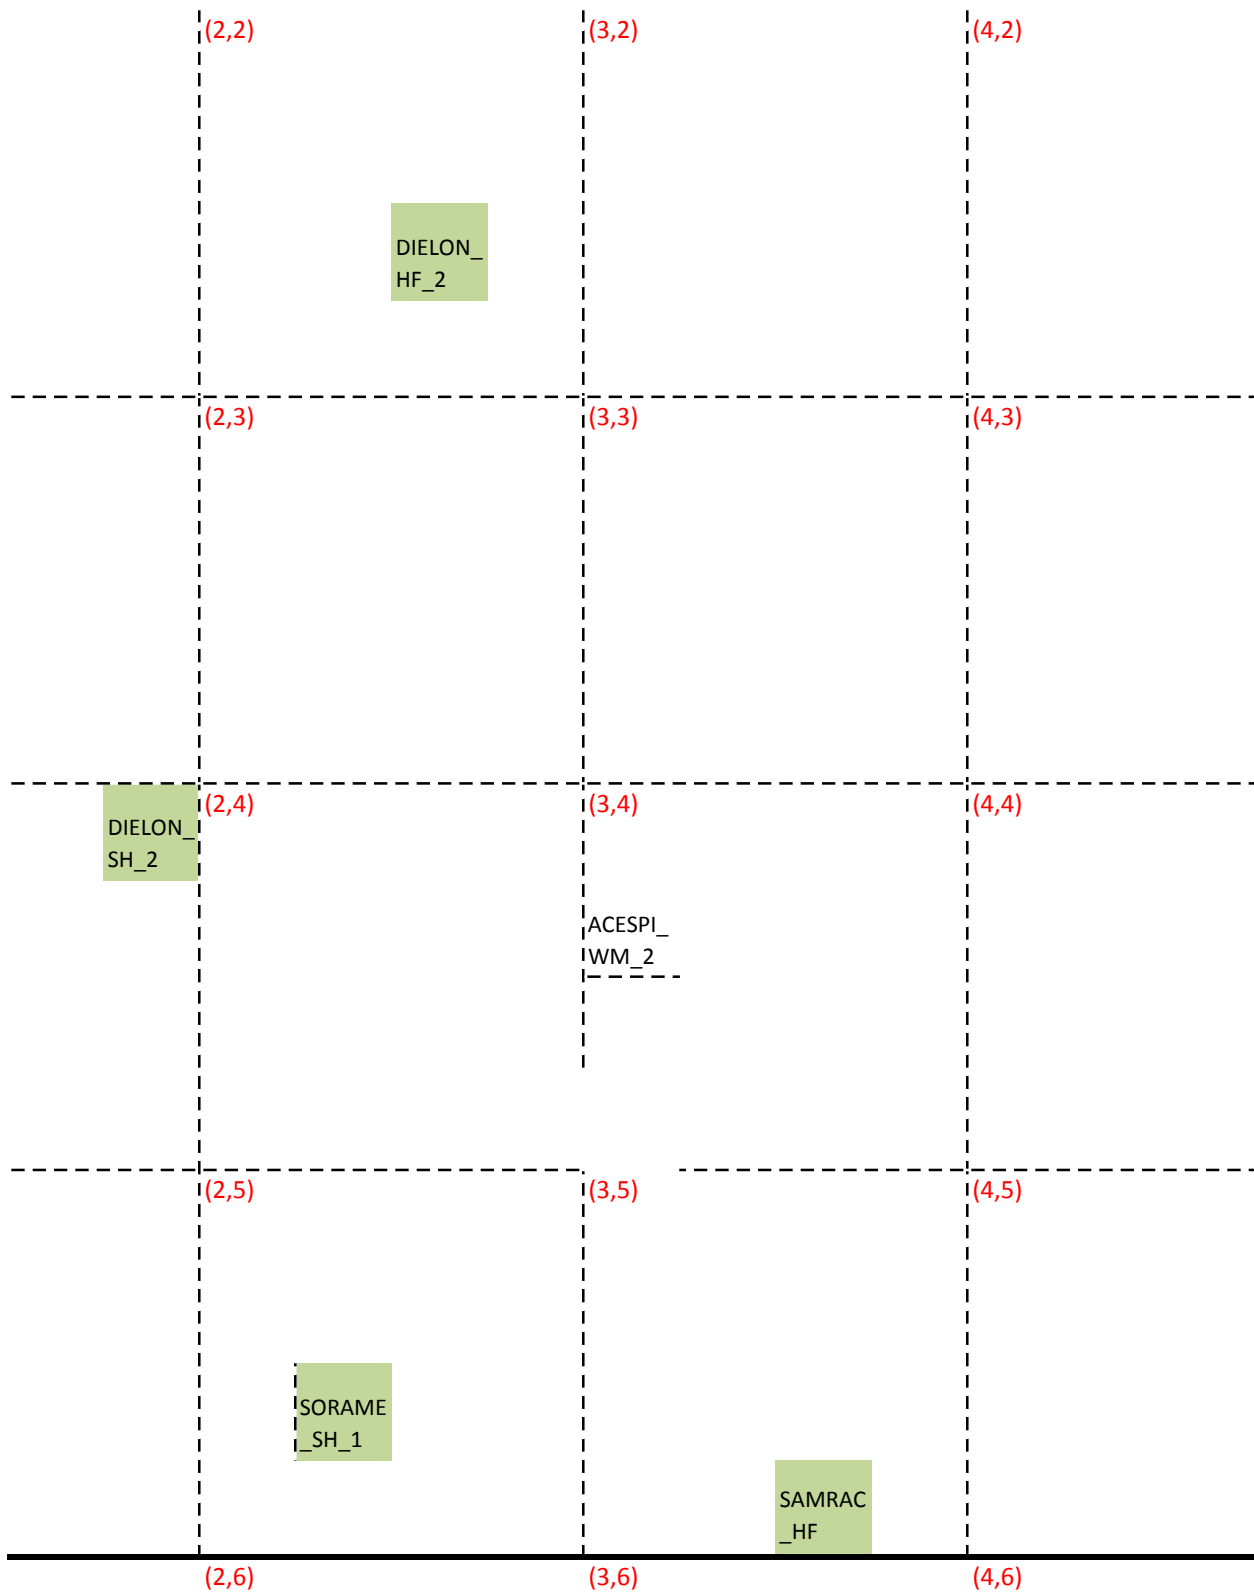 (2,2)
(3,2)
(4,2)
DIELON_
HF_2
(2,3)
(3,3)
(4,3)
(2,4)
(3,4)
(4,4)
DIELON_
SH_2
ACESPI_
WM_2
(2,5)
(3,5)
(4,5)
SORAME
_SH_1
SAMRAC
_HF
(2,6)
(3,6)
(4,6)